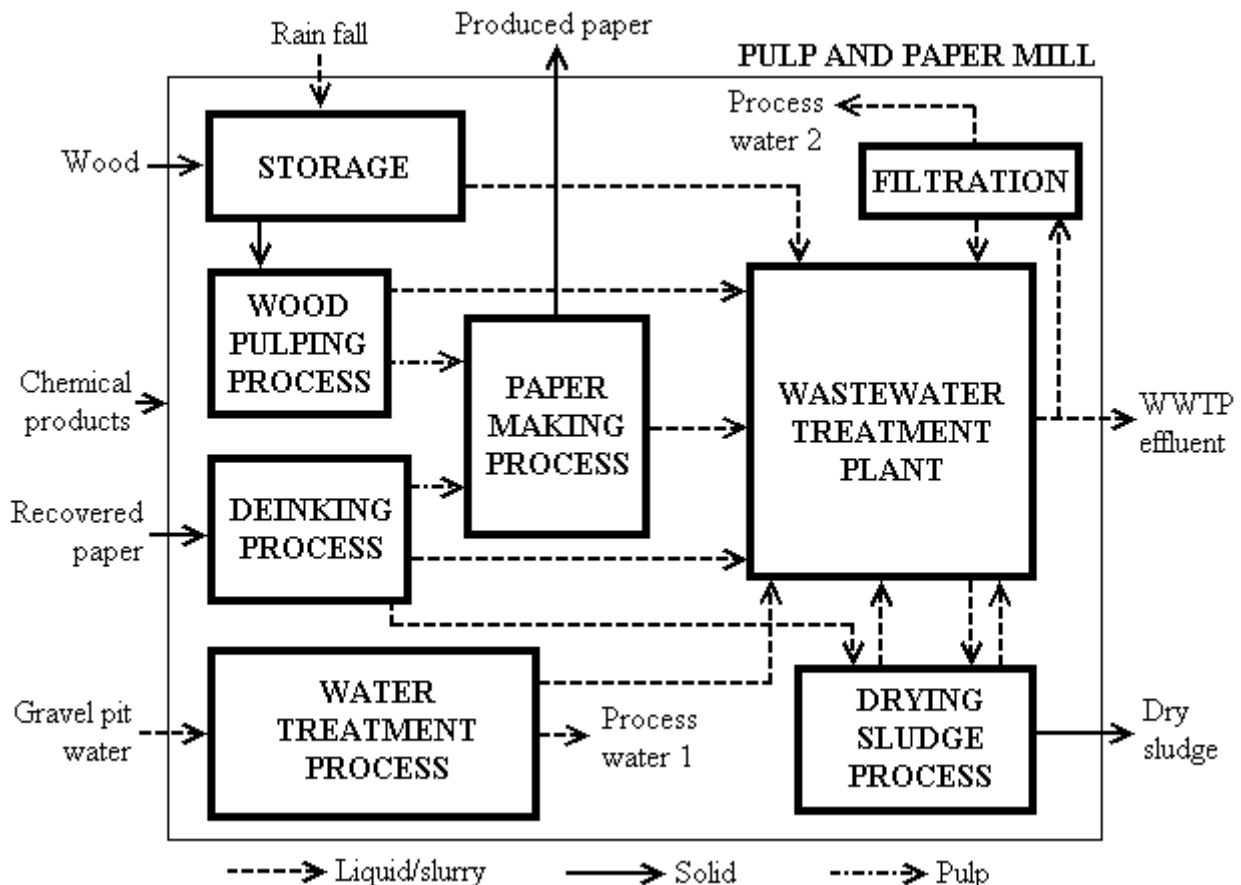 Produced paper
Rain fall
PULP AND PAPER MILL
Process
water 2
Wood
STORAGE
FILTRATION
WOOD
PULPING
PROCESS
Chemical
products
PAPER
MAKING
PROCESS
WASTEWATER
TREATMENT
PLANT
WWTP
effluent
Recovered
paper
DEINKING
PROCESS
Gravel pit
water
WATER
TREATMENT
PROCESS
Process
water 1
DRYING
SLUDGE
PROCESS
Dry
sludge
Liquid/slurry
Solid
Pulp